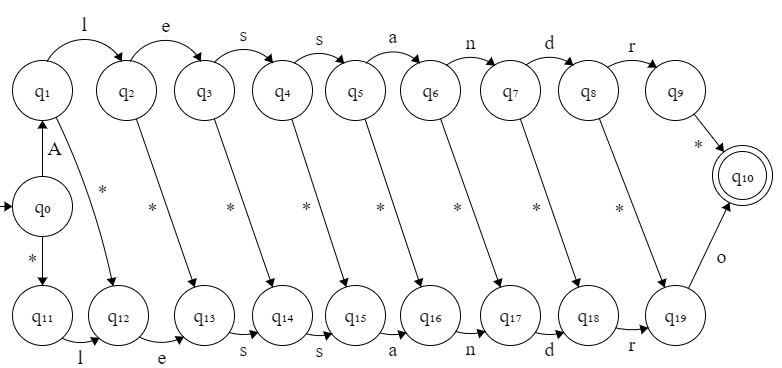 l e s s a n d r
q1 q2 q3 q4 q5 q6 q7 q8 q9
A *
q0 * * * * * * * * q10
* o
q11 q12 q13 q14 q15 q16 q17 q18 q19
l e s s a n d r